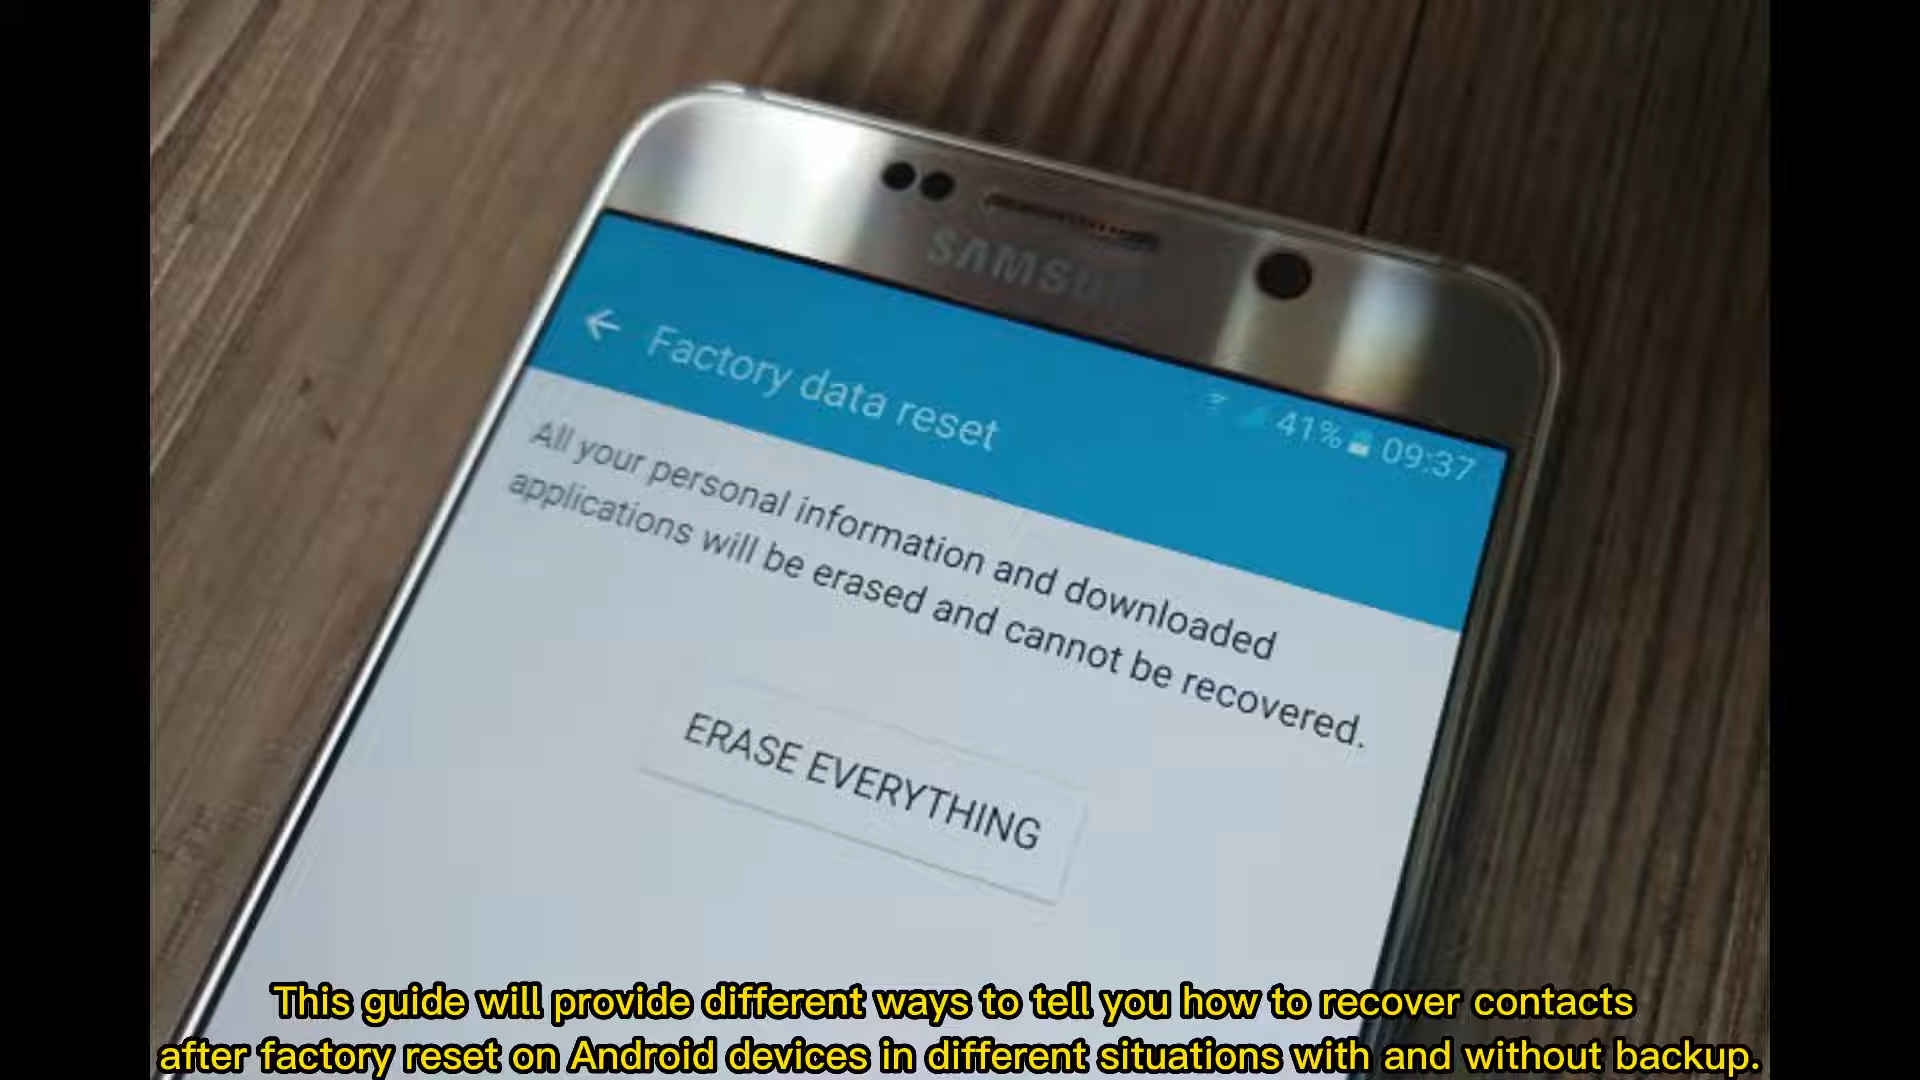 SAMSUNG
41% 09:37
Factory data reset
All your personal information and downloaded
applications will be erased and cannot be recovered.
ERASE EVERYTHING
This guide will provide different ways to tell you how to recover contacts
after factory reset on Android devices in different situations with and without backup.